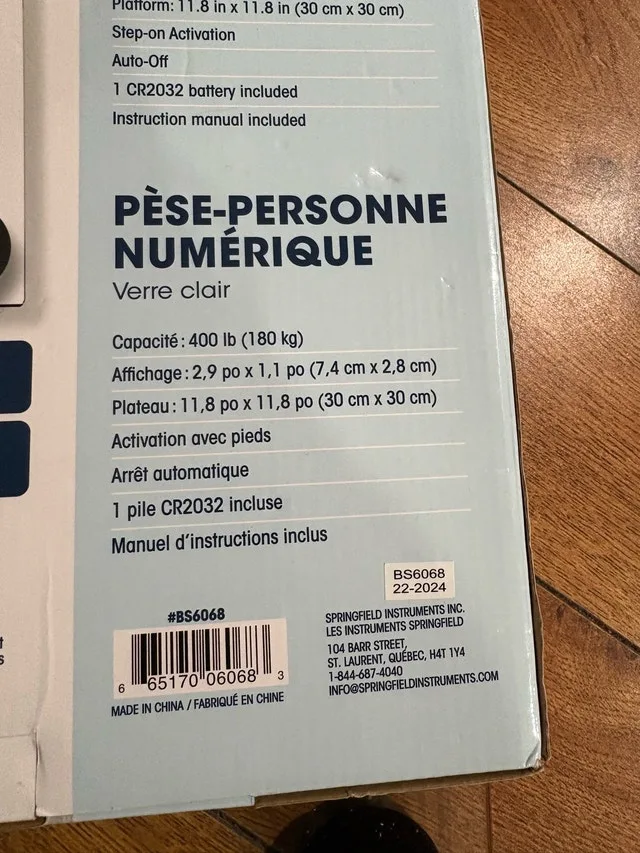 Platform: 11.8 in x 11.8 in (30 cm x 30 cm)
Step-on Activation
Auto-Off
1 CR2032 battery included
Instruction manual included
PÈSE-PERSONNE
NUMÉRIQUE
Verre clair
Capacité : 400 lb (180 kg)
Affichage : 2,9 po x 1,1 po (7,4 cm x 2,8 cm)
Plateau : 11,8 po x 11,8 po (30 cm x 30 cm)
Activation avec pieds
Arrêt automatique
1 pile CR2032 incluse
Manuel d'instructions inclus
BS6068
22-2024
#BS6068
6 65170 06068 3
MADE IN CHINA / FABRIQUÉ EN CHINE
SPRINGFIELD INSTRUMENTS INC.
LES INSTRUMENTS SPRINGFIELD
104 BARR STREET,
ST. LAURENT, QUÉBEC, H4T 1Y4
1-844-687-4040
INFO@SPRINGFIELDINSTRUMENTS.COM